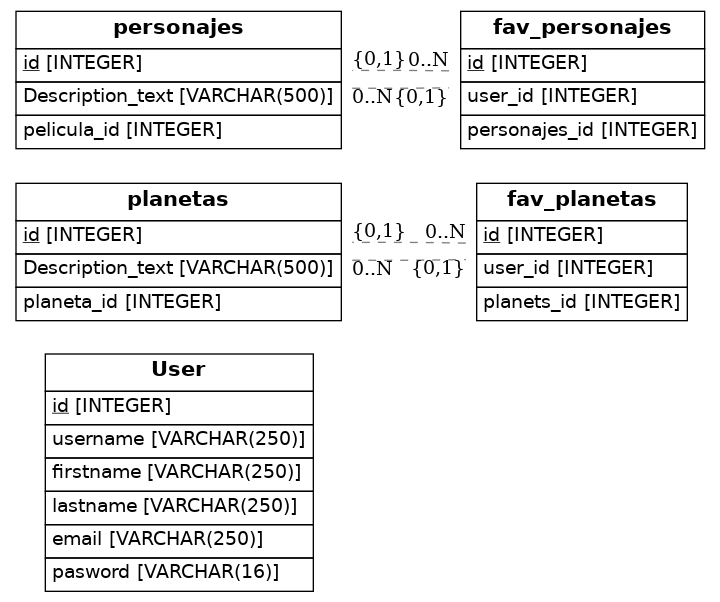 personajes
id [INTEGER]
Description_text [VARCHAR(500)]
pelicula_id [INTEGER]
{0,1} 0..N
0..N {0,1}
fav_personajes
id [INTEGER]
user_id [INTEGER]
personajes_id [INTEGER]
planetas
id [INTEGER]
Description_text [VARCHAR(500)]
planeta_id [INTEGER]
{0,1} 0..N
0..N {0,1}
fav_planetas
id [INTEGER]
user_id [INTEGER]
planets_id [INTEGER]
User
id [INTEGER]
username [VARCHAR(250)]
firstname [VARCHAR(250)]
lastname [VARCHAR(250)]
email [VARCHAR(250)]
pasword [VARCHAR(16)]